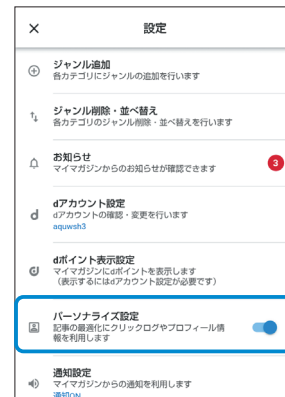 設定
ジャンル追加
各カテゴリにジャンルの追加を行います
ジャンル削除・並べ替え
各カテゴリのジャンル削除・並べ替えを行います
お知らせ
マイマガジンからのお知らせが確認できます
3
dアカウント設定
dアカウントの確認・変更を行います
aquwsh3
dポイント表示設定
マイマガジンにdポイントを表示します
（表示するにはdアカウント設定が必要です）
パーソナライズ設定
記事の最適化にクリックログやプロフィール情
報を利用します
通知設定
マイマガジンからの通知を利用します
通知ON